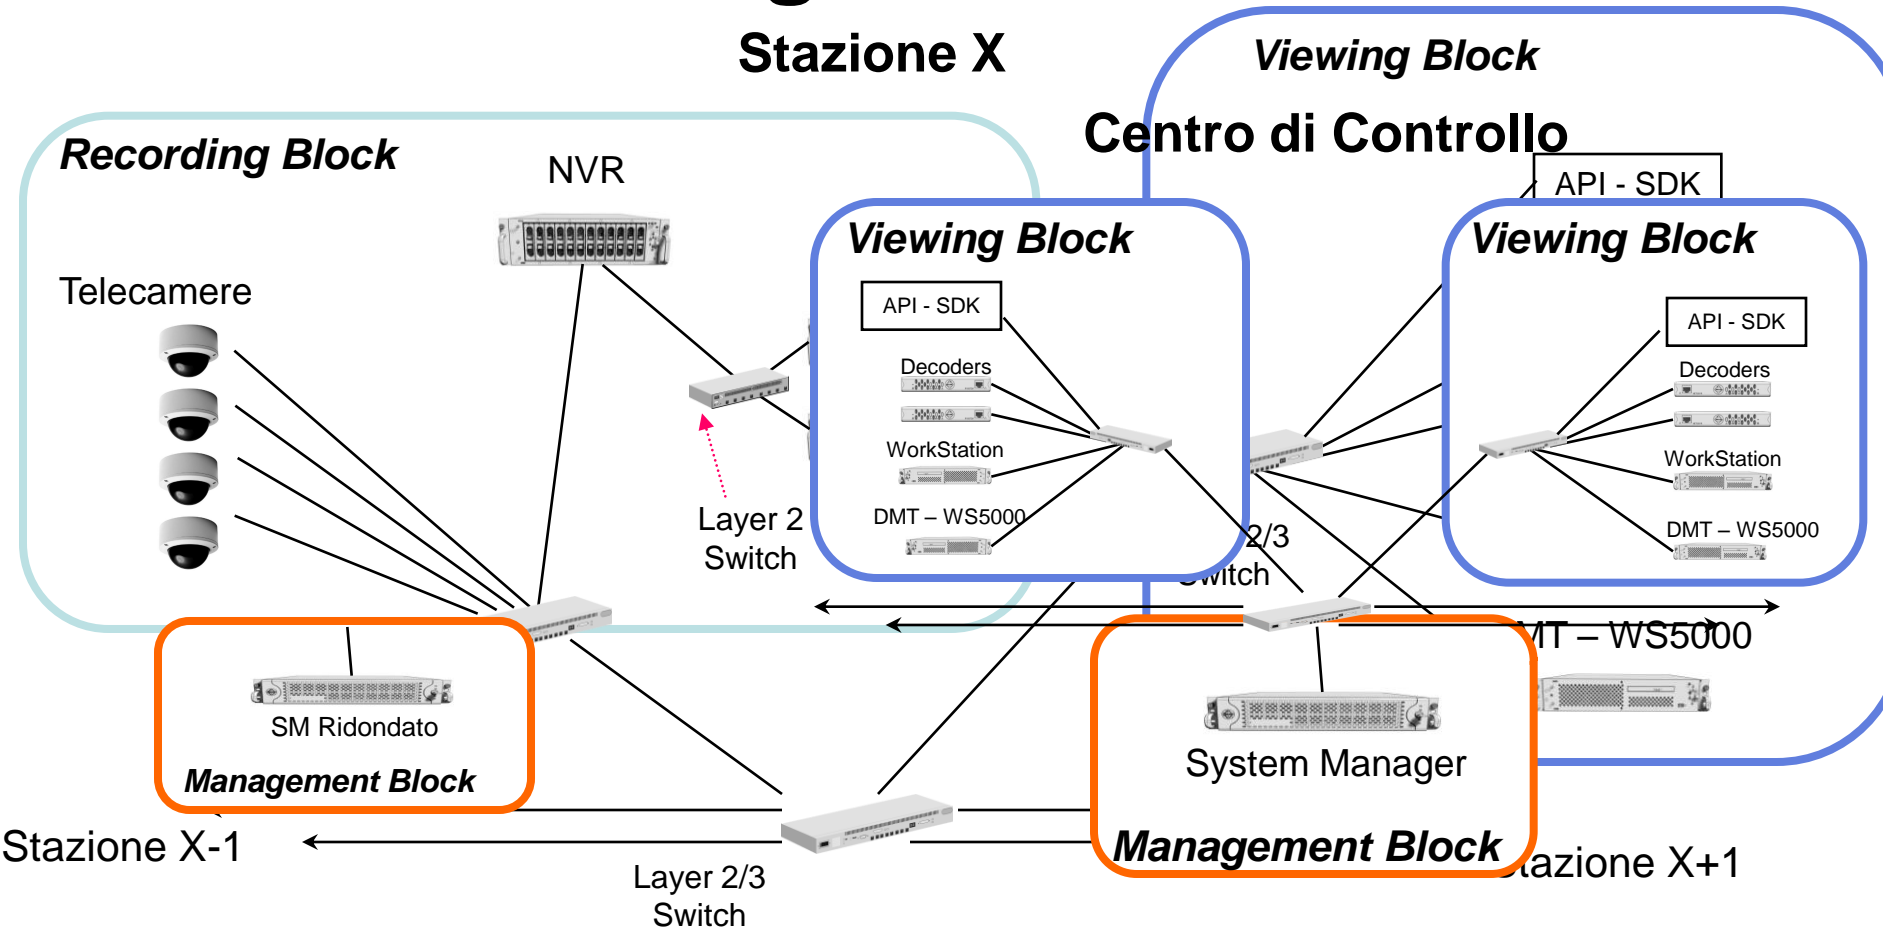 Stazione X
Viewing Block
Centro di Controllo
Recording Block
NVR
API - SDK
Viewing Block
Viewing Block
Telecamere
API - SDK
API - SDK
Decoders
Decoders
WorkStation
WorkStation
Layer 2
Switch
DMT – WS5000
DMT – WS5000
2/3
Switch
MT – WS5000
SM Ridondato
Management Block
System Manager
Management Block
Stazione X-1
Stazione X+1
Layer 2/3
Switch